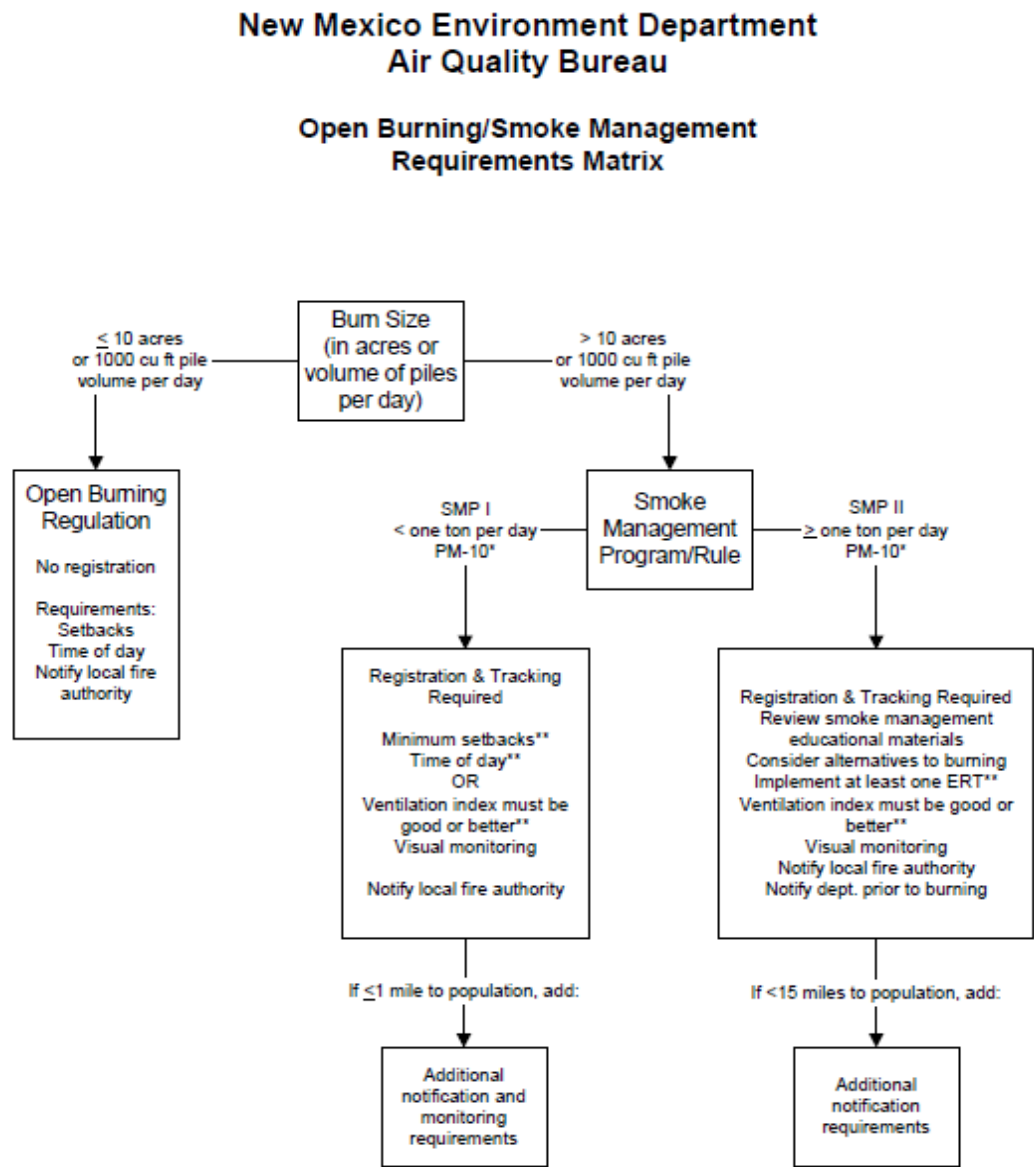 New Mexico Environment Department
Air Quality Bureau
Open Burning/Smoke Management
Requirements Matrix
Burn Size
(in acres or
volume of piles
per day)
≤ 10 acres
or 1000 cu ft pile
volume per day
> 10 acres
or 1000 cu ft pile
volume per day
Open Burning
Regulation
No registration
Requirements:
Setbacks
Time of day
Notify local fire
authority
SMP I
< one ton per day
PM-10*
Smoke
Management
Program/Rule
SMP II
≥ one ton per day
PM-10*
Registration & Tracking
Required
Minimum setbacks**
Time of day**
OR
Ventilation index must be
good or better**
Visual monitoring
Notify local fire authority
Registration & Tracking Required
Review smoke management
educational materials
Consider alternatives to burning
Implement at least one ERT**
Ventilation index must be good or
better**
Visual monitoring
Notify local fire authority
Notify dept. prior to burning
If ≤1 mile to population, add:
If <15 miles to population, add:
Additional
notification and
monitoring
requirements
Additional
notification
requirements